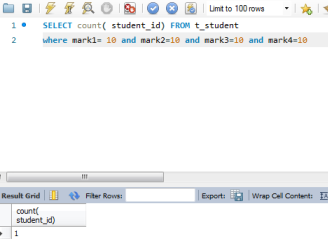 Limit to 100 rows
1 SELECT count( student_id) FROM t_student
2 where mark1= 10 and mark2=10 and mark3=10 and mark4=10
Result Grid Filter Rows: Export: Wrap Cell Content: IA
count(
student_id)
1